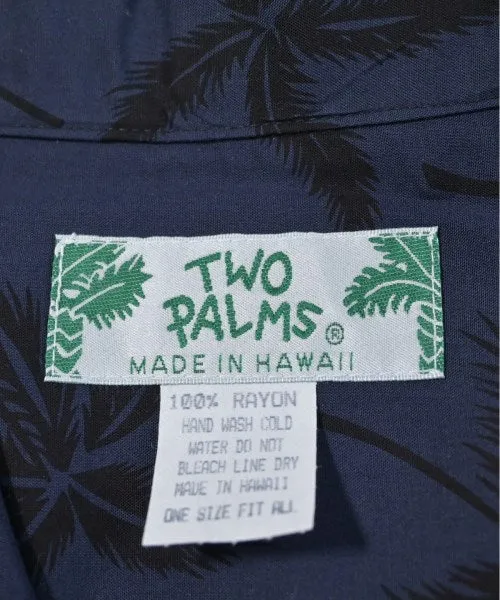 TWO
PALMS®
MADE IN HAWAII
100% RAYON
HAND WASH COLD
WATER DO NOT
BLEACH LINE DRY
MADE IN HAWAII
ONE SIZE FIT ALL